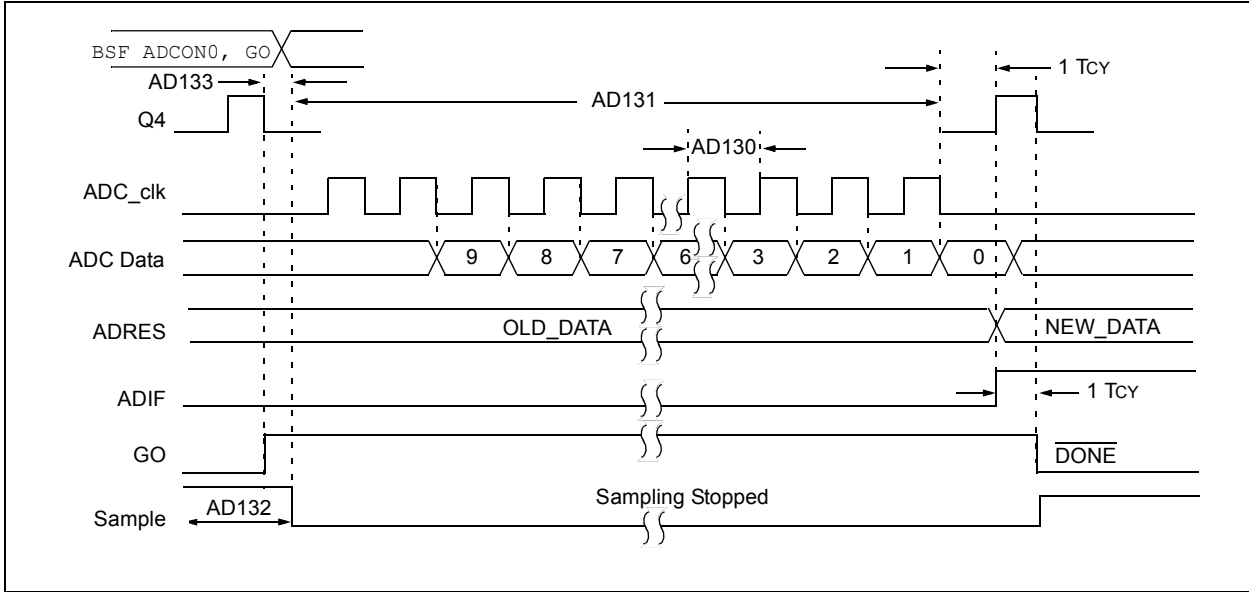 BSF ADCON0, GO
AD133
1 TCY
AD131
Q4
AD130
ADC_clk
ADC Data 9 8 7 6 3 2 1 0
ADRES OLD_DATA NEW_DATA
ADIF 1 TCY
GO DONE
Sampling Stopped
AD132
Sample